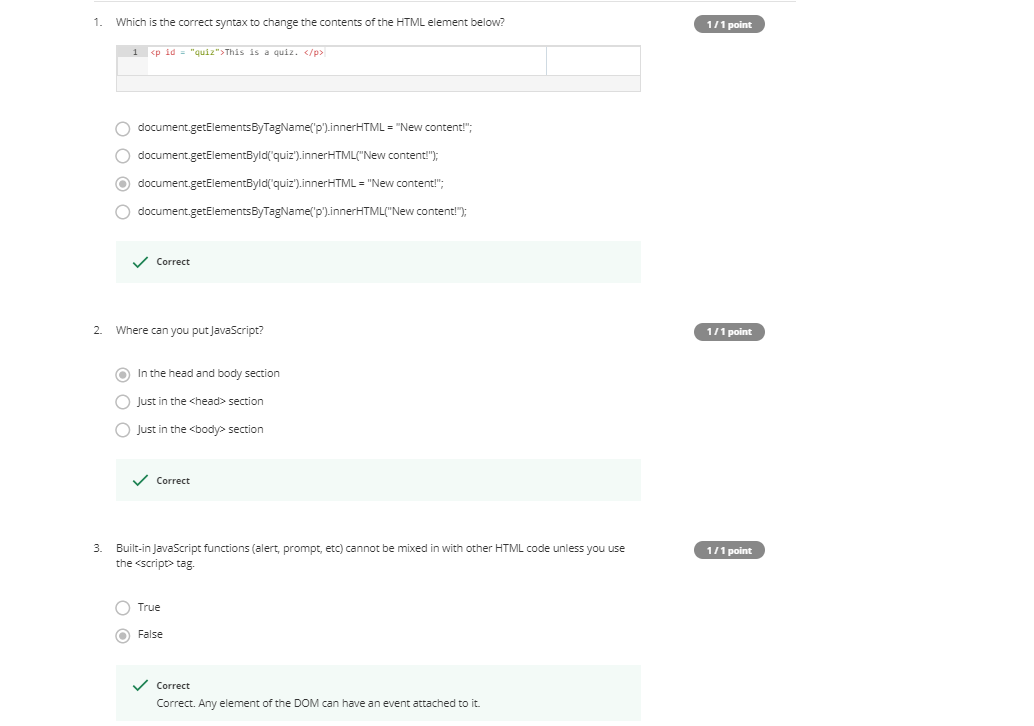 1. Which is the correct syntax to change the contents of the HTML element below?
1 / 1 point
1 <p id = "quiz">This is a quiz. </p>
document.getElementsByTagName('p').innerHTML = "New content!";
document.getElementById('quiz').innerHTML("New content!");
document.getElementById('quiz').innerHTML = "New content!";
document.getElementsByTagName('p').innerHTML("New content!");
Correct
2. Where can you put JavaScript?
1 / 1 point
In the head and body section
Just in the <head> section
Just in the <body> section
Correct
3. Built-in JavaScript functions (alert, prompt, etc) cannot be mixed in with other HTML code unless you use
the <script> tag.
1 / 1 point
True
False
Correct
Correct. Any element of the DOM can have an event attached to it.